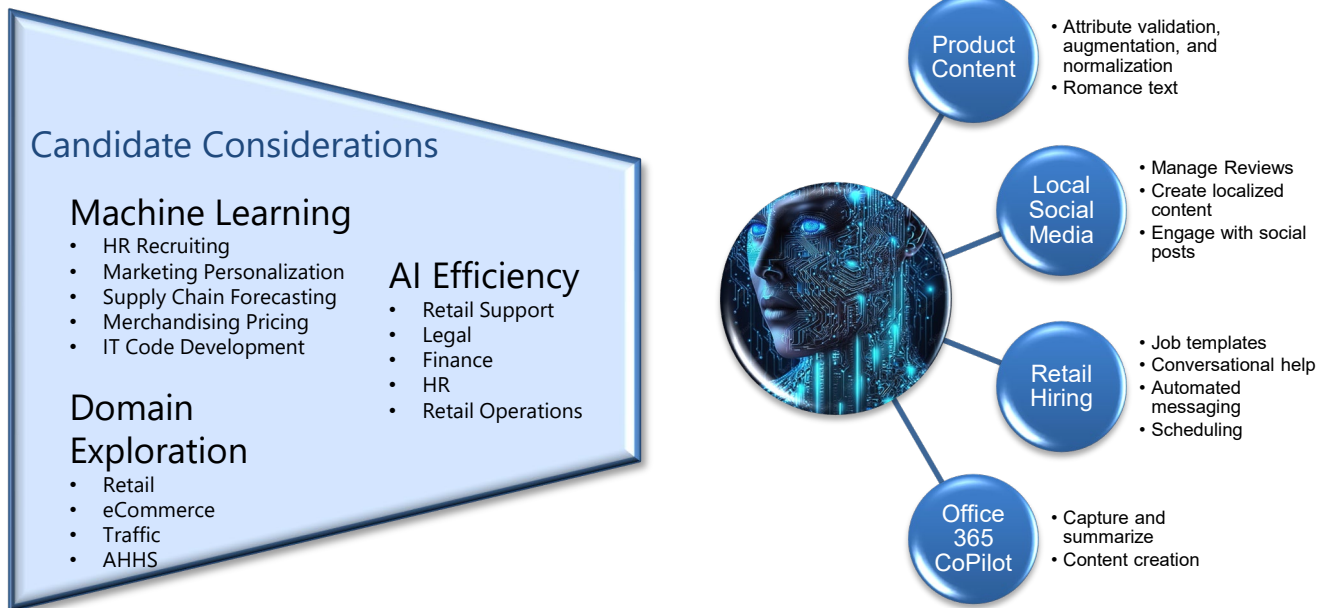 Candidate Considerations
Machine Learning
• HR Recruiting
• Marketing Personalization
• Supply Chain Forecasting
• Merchandising Pricing
• IT Code Development
Domain
Exploration
• Retail
• eCommerce
• Traffic
• AHHS
AI Efficiency
• Retail Support
• Legal
• Finance
• HR
• Retail Operations
Product
Content
• Attribute validation,
augmentation, and
normalization
• Romance text
Local
Social
Media
• Manage Reviews
• Create localized
content
• Engage with social
posts
Retail
Hiring
• Job templates
• Conversational help
• Automated
messaging
• Scheduling
Office
365
CoPilot
• Capture and
summarize
• Content creation